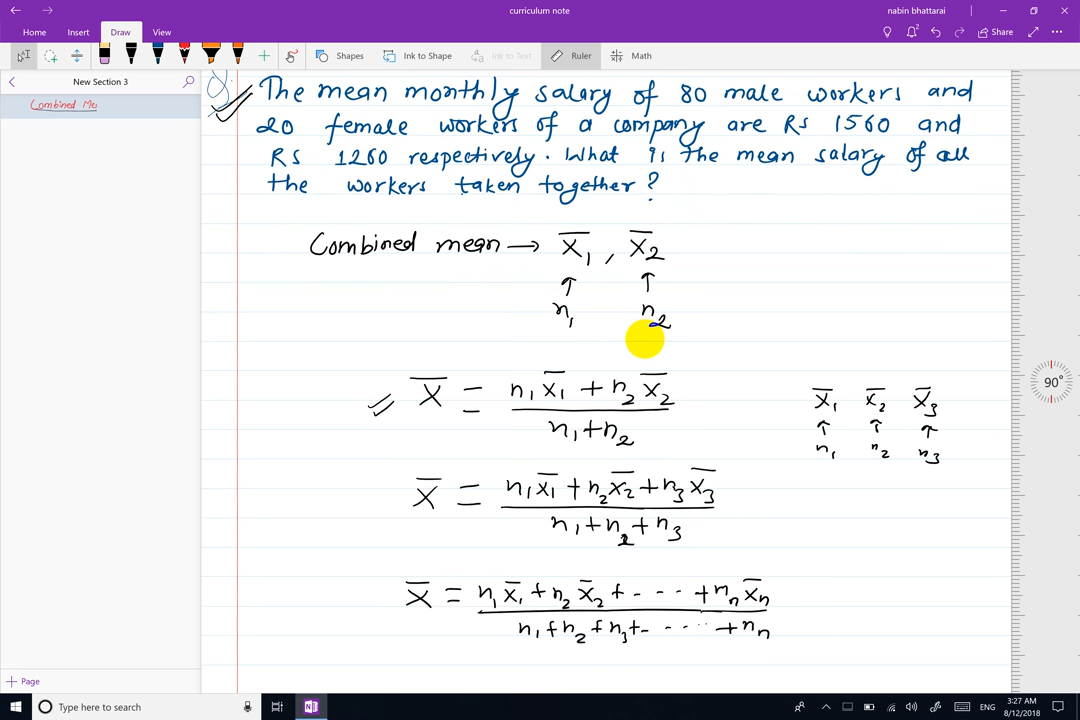 curriculum note
nabin bhattarai
Home Insert Draw View
Share
Shapes Ink to Shape Ink to Text Ruler Math
New Section 3
Combined Me
Q. The mean monthly salary of 80 male workers and
20 female workers of a company are Rs 1560 and
Rs 1260 respectively. What is the mean salary of all
the workers taken together?
Combined mean → X̅₁ , X̅₂
↑ ↑
n₁ n₂
X̅ = (n₁X̅₁ + n₂X̅₂) / (n₁+n₂)
X̅₁ X̅₂ X̅₃
↑ ↑ ↑
n₁ n₂ n₃
90°
X̅ = (n₁X̅₁ + n₂X̅₂ + n₃X̅₃) / (n₁+n₂+n₃)
X̅ = (n₁X̅₁ + n₂X̅₂ + ---- + nₙX̅ₙ) / (n₁+n₂+n₃+----- + nₙ)
+ Page
Type here to search
ENG
3:27 AM
8/12/2018